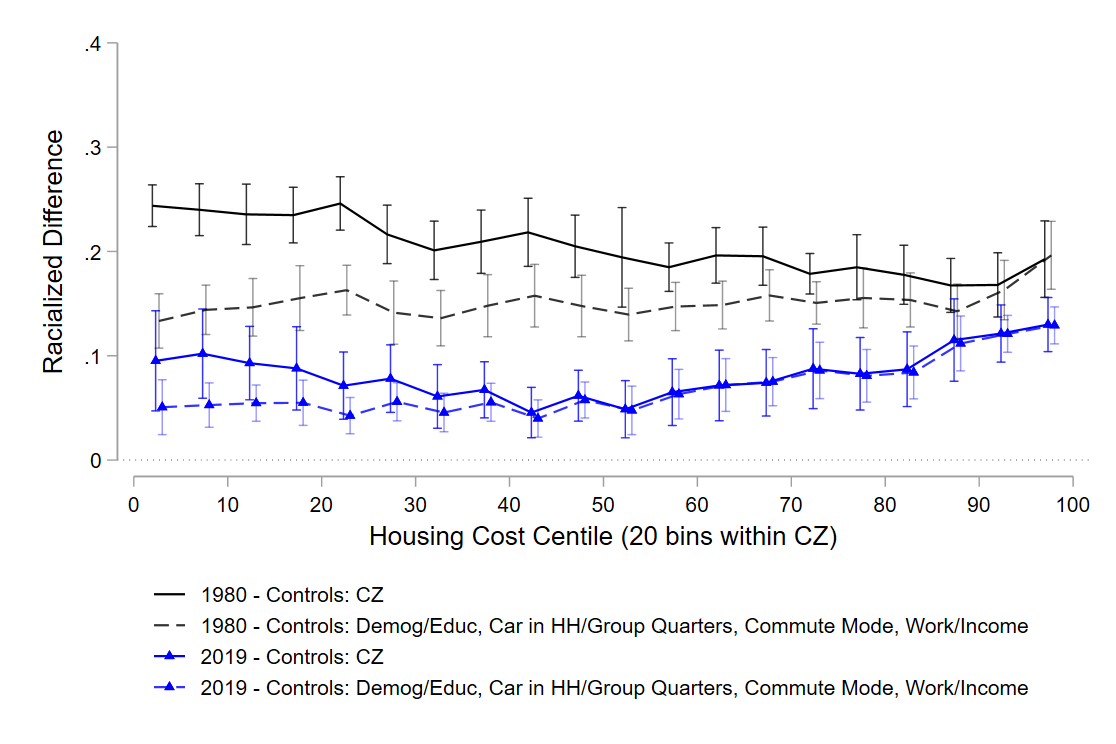 .4
.3
.2
.1
0
Racialized Difference
0 10 20 30 40 50 60 70 80 90 100
Housing Cost Centile (20 bins within CZ)
1980 - Controls: CZ
1980 - Controls: Demog/Educ, Car in HH/Group Quarters, Commute Mode, Work/Income
2019 - Controls: CZ
2019 - Controls: Demog/Educ, Car in HH/Group Quarters, Commute Mode, Work/Income